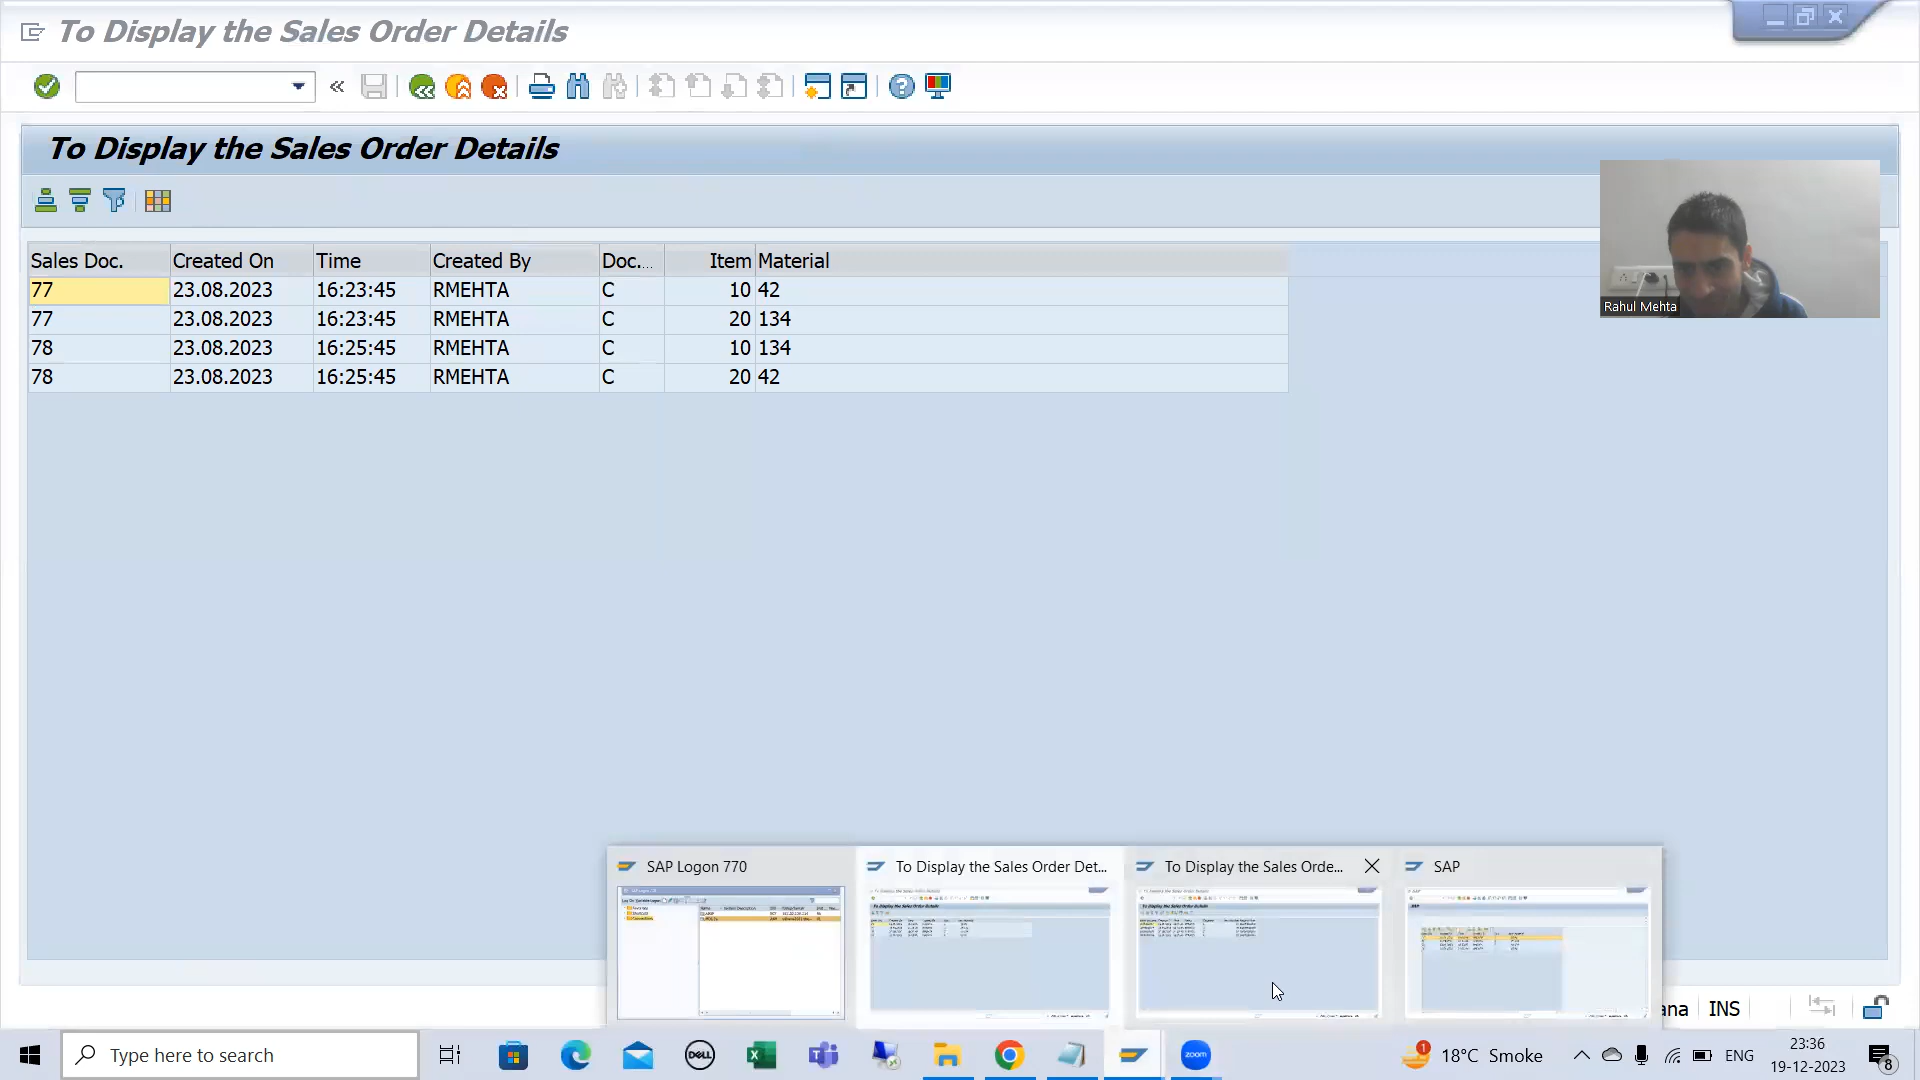 To Display the Sales Order Details
To Display the Sales Order Details
Sales Doc. Created On Time Created By Doc.... Item Material
77 23.08.2023 16:23:45 RMEHTA C 10 42
77 23.08.2023 16:23:45 RMEHTA C 20 134
78 23.08.2023 16:25:45 RMEHTA C 10 134
78 23.08.2023 16:25:45 RMEHTA C 20 42
Rahul Mehta
SAP Logon 770
To Display the Sales Order Det...
To Display the Sales Orde...
SAP
ana INS
Type here to search
DELL
zoom
1
18°C Smoke
ENG
23:36
19-12-2023
8